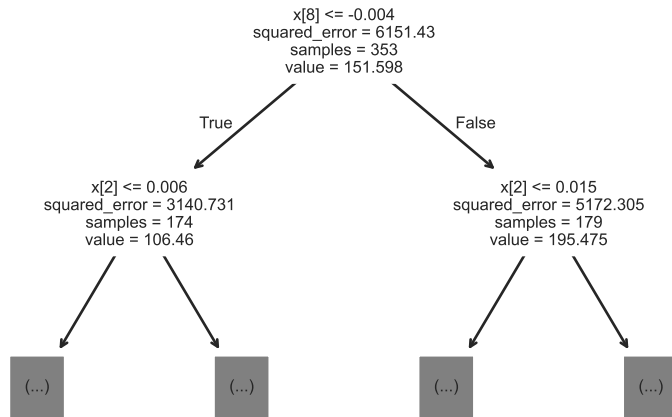 x[8] <= -0.004
squared_error = 6151.43
samples = 353
value = 151.598
True
False
x[2] <= 0.006
squared_error = 3140.731
samples = 174
value = 106.46
x[2] <= 0.015
squared_error = 5172.305
samples = 179
value = 195.475
(...)
(...)
(...)
(...)